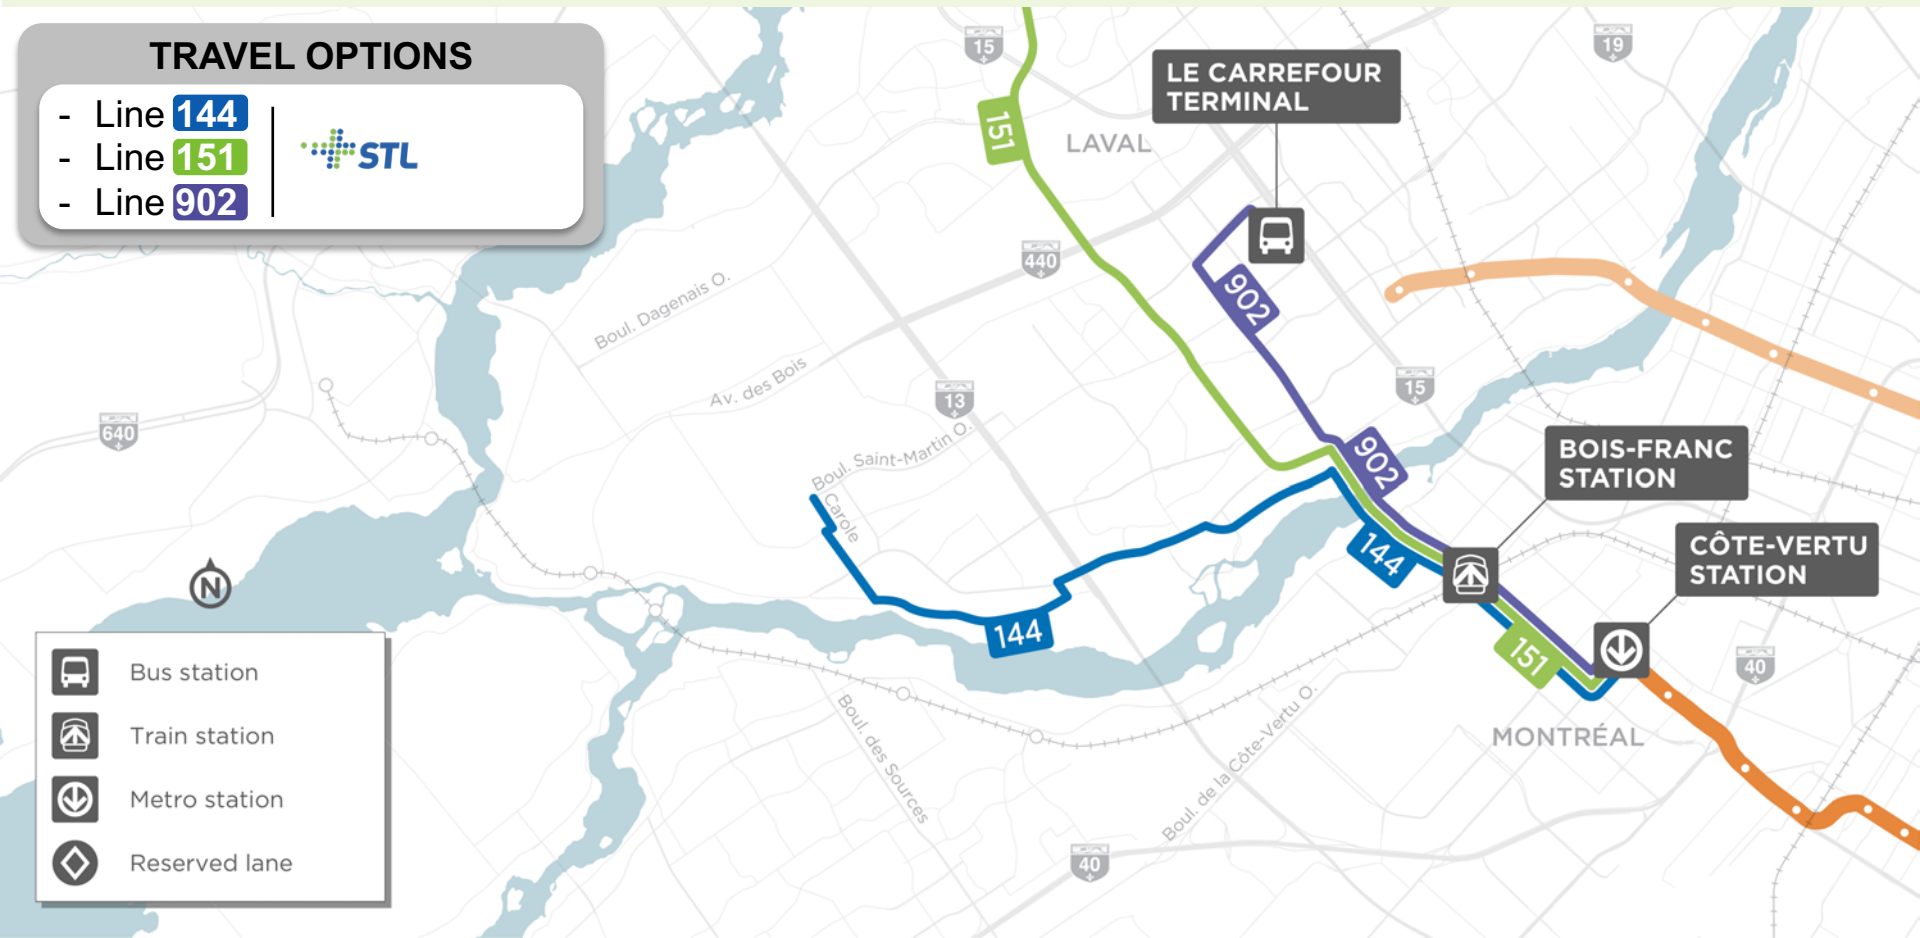 TRAVEL OPTIONS
- Line 144
- Line 151
- Line 902
STL
15
19
LE CARREFOUR
TERMINAL
151
LAVAL
440
902
Boul. Dagenais O.
15
Av. des Bois
13
640
Boul. Saint-Martin O.
902
BOIS-FRANC
STATION
Carole
144
CÔTE-VERTU
STATION
N
144
151
40
MONTRÉAL
Boul. des Sources
Boul. de la Côte-Vertu O.
40
Bus station
Train station
Metro station
Reserved lane